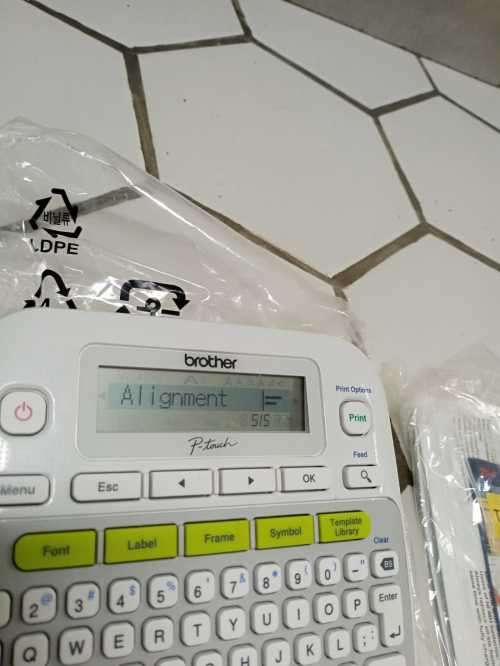 비닐류
LDPE
4
brother
Alignment
5/5
P-touch
Print Options
Print
Feed
Menu
Esc
OK
Font
Label
Frame
Symbol
Template
Library
Clear
2 @ 3 # 4 $ 5 % 6 ^ 7 & 8 * 9 ( 0 ) - " BS
Q W E R T Y U I O P Enter
J K L ; :